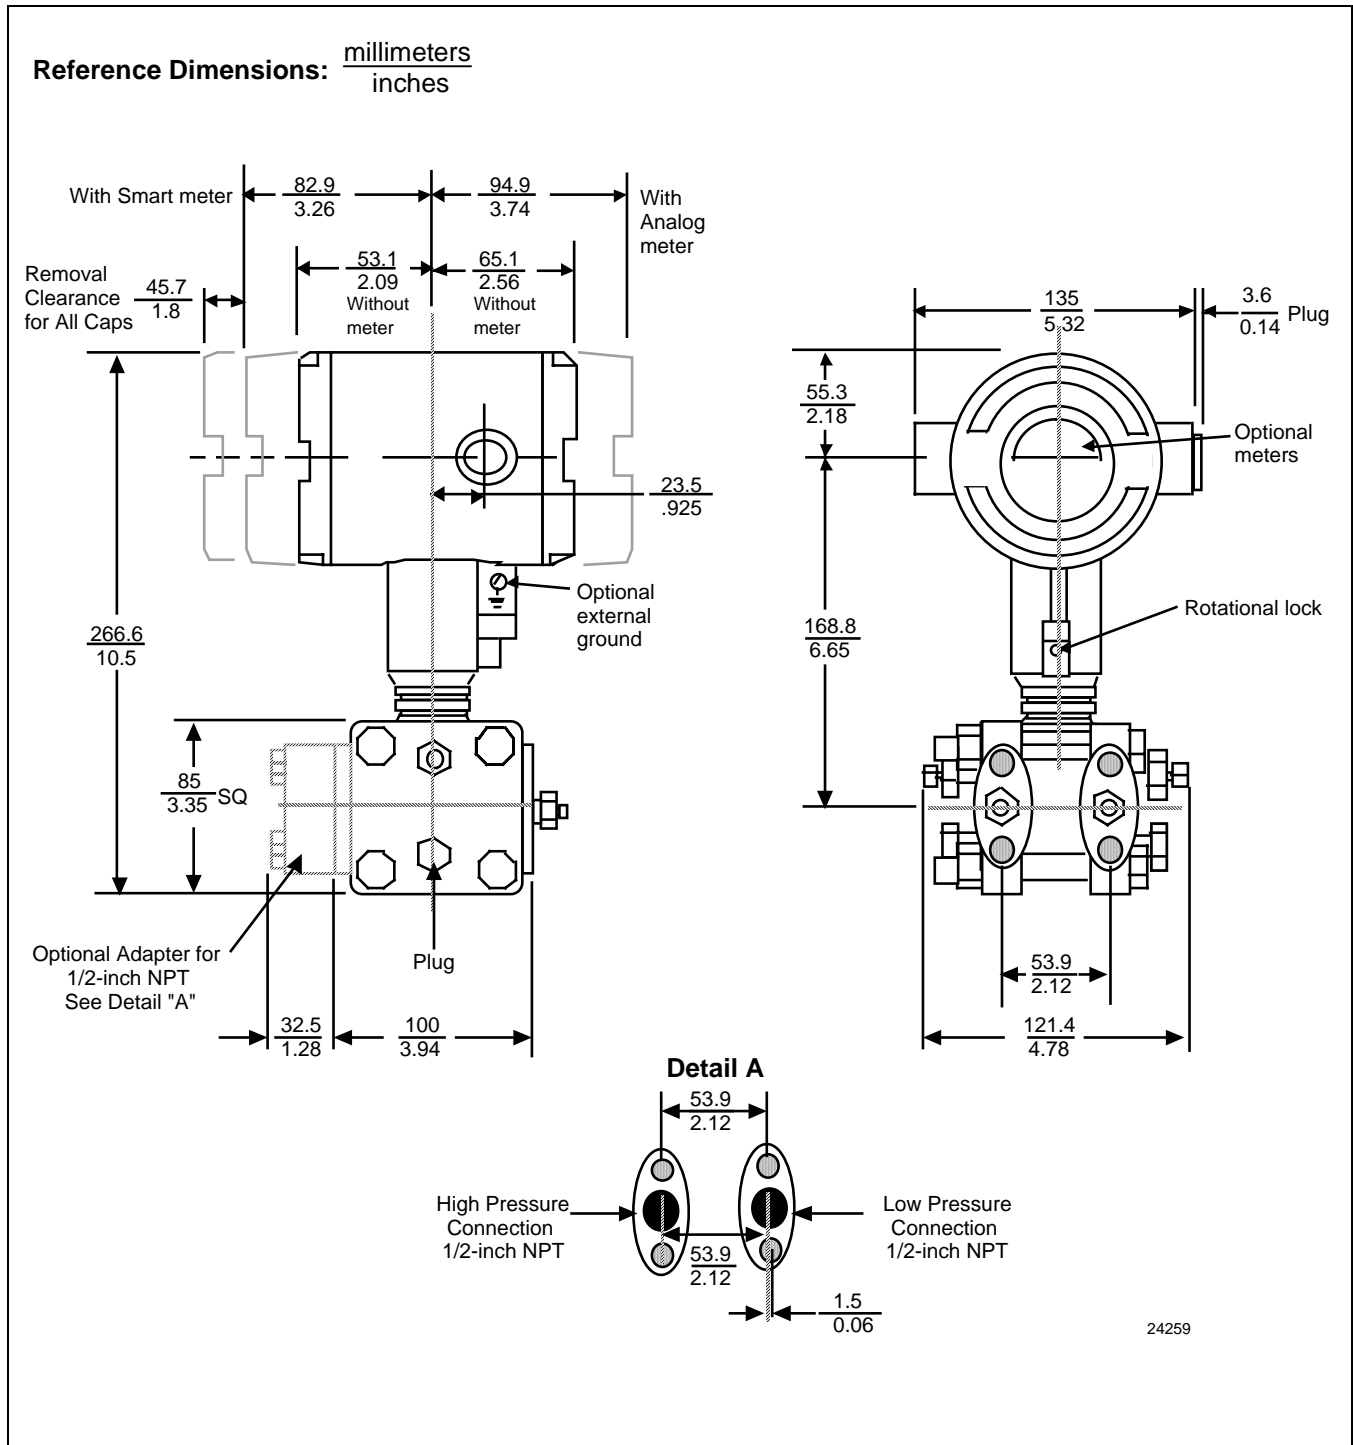 Reference Dimensions: millimeters
inches
With Smart meter
82.9
3.26
94.9
3.74
With
Analog
meter
Removal
Clearance
for All Caps
45.7
1.8
53.1
2.09
Without
meter
65.1
2.56
Without
meter
135
5.32
3.6
0.14
Plug
55.3
2.18
Optional
meters
23.5
.925
Optional
external
ground
266.6
10.5
168.8
6.65
Rotational lock
85
3.35
SQ
Optional Adapter for
1/2-inch NPT
See Detail "A"
Plug
32.5
1.28
100
3.94
53.9
2.12
121.4
4.78
Detail A
53.9
2.12
High Pressure
Connection
1/2-inch NPT
Low Pressure
Connection
1/2-inch NPT
53.9
2.12
1.5
0.06
24259